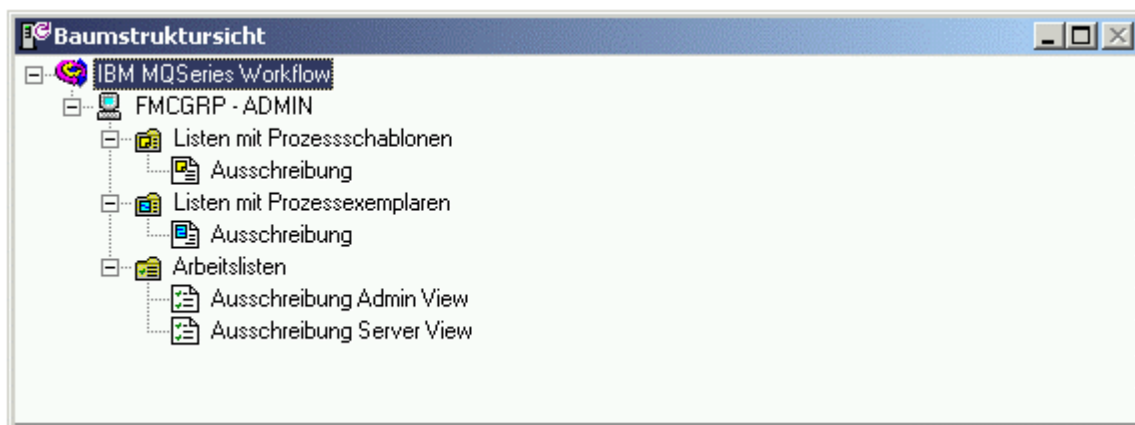 Baumstruktursicht
IBM MQSeries Workflow
FMCGRP - ADMIN
Listen mit Prozessschablonen
Ausschreibung
Listen mit Prozessexemplaren
Ausschreibung
Arbeitslisten
Ausschreibung Admin View
Ausschreibung Server View